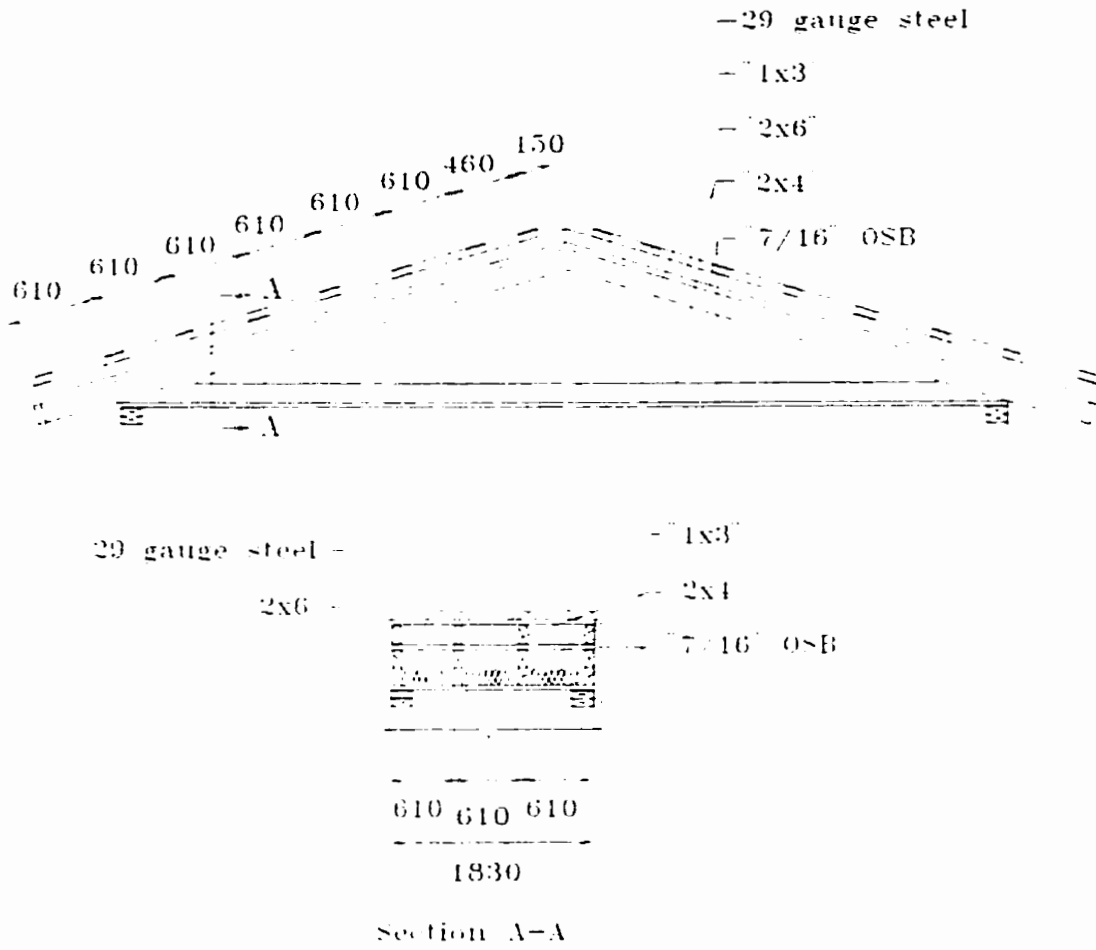 29 gauge steel
"1x3"
"2x6"
"2x4"
"7/16" OSB
150
460
610
610
610
610
610
610
A
A
29 gauge steel
2x6
"1x3"
2x4
"7/16" OSB
610 610 610
1830
Section A-A